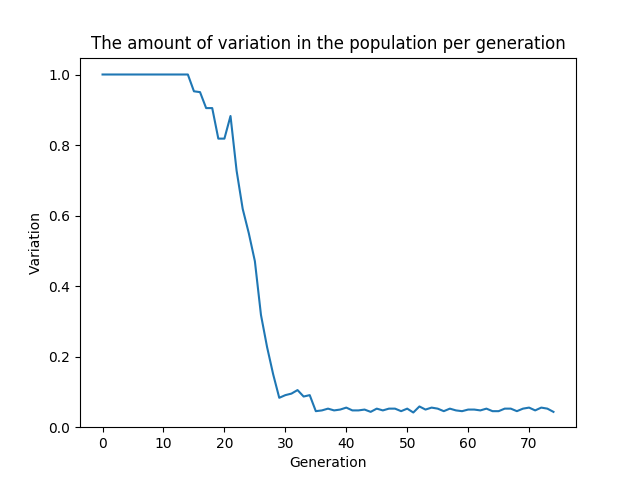 The amount of variation in the population per generation
1.0
0.8
0.6
0.4
0.2
0.0
Variation
0 10 20 30 40 50 60 70
Generation